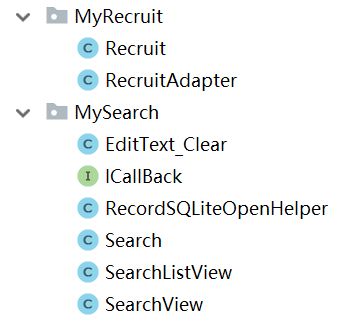 MyRecruit
C Recruit
C RecruitAdapter
MySearch
C EditText_Clear
I ICallBack
C RecordSQLiteOpenHelper
C Search
C SearchListView
C SearchView